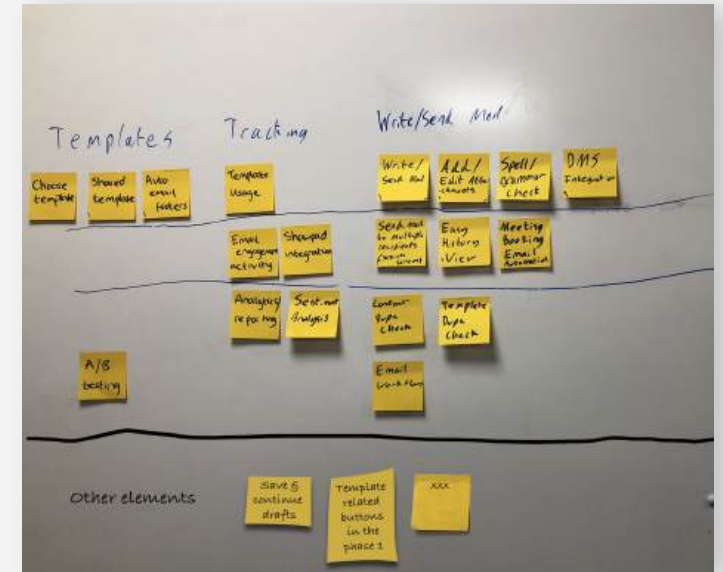 Templates
Tracking
Write/Send Mail
Choose
template
Shared
template
Auto
email
Template
Usage
Write/
Send Mail
Add/
Edit
Spell/
Grammar
Check
DMS
Integration
Email
engagement
activity
Showpad
integration
Send mail
to multiple
recipients
Easy
History
View
Meeting
Booking
Email
Automation
Analytics/
reporting
Sentiment
Analysis
Dupe
Check
Template
Dupe
Check
A/B
testing
Email
Workflow
Other elements
Save &
continue
drafts
Template
related
buttons
in the
phase 1
xxx